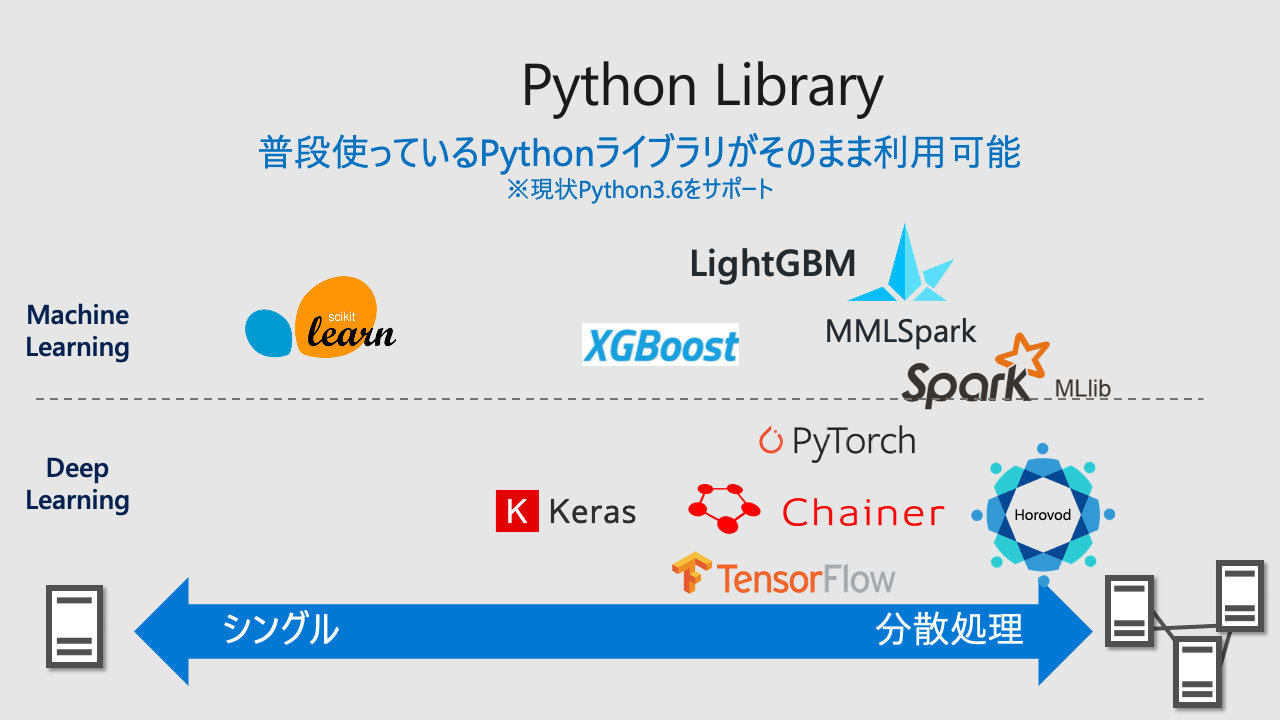 Python Library
普段使っているPythonライブラリがそのまま利用可能
※現状Python3.6をサポート
LightGBM
Machine
Learning
scikit
learn
XGBoost
MMLSpark
Spark MLlib
PyTorch
Deep
Learning
K Keras
Chainer
Horovod
TensorFlow
シングル
分散処理